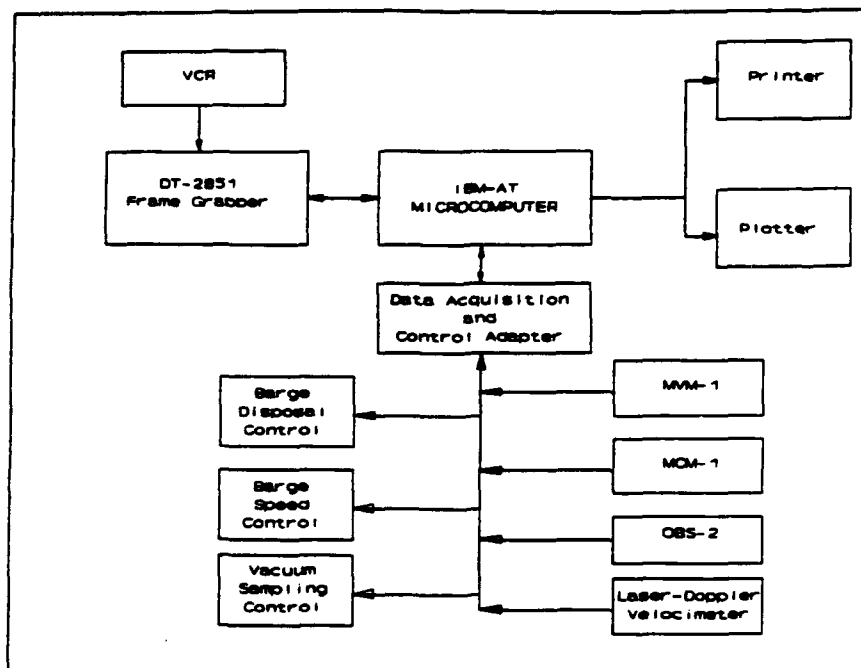 VCR
Printer
DT-2851
Frame Grabber
IBM-AT
MICROCOMPUTER
Plotter
Data Acquisition
and
Control Adapter
Barge
Disposal
Control
MVM-1
Barge
Speed
Control
MCM-1
OBS-2
Vacuum
Sampling
Control
Laser-Doppler
Velocimeter